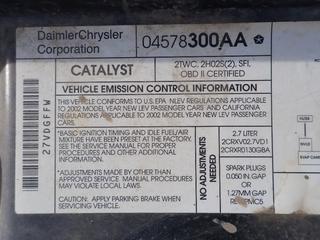 DaimlerChrysler
Corporation
04578300AA
CATALYST
2TWC, 2HO2S(2), SFI,
OBD II CERTIFIED
VEHICLE EMISSION CONTROL INFORMATION
THIS VEHICLE CONFORMS TO U.S. EPA NLEV REGULATIONS APPLICABLE
TO 2002 MODEL YEAR NEW LEV PASSENGER CARS AND CALIFORNIA
REGULATIONS APPLICABLE TO 2002 MODEL YEAR NEW LEV
PASSENGER CARS.
*BASIC IGNITION TIMING AND IDLE FUEL/AIR
MIXTURE HAVE BEEN PRESET AT THE FACTORY.
SEE THE SERVICE MANUAL FOR PROPER
PROCEDURES AND OTHER ADDITIONAL
INFORMATION.
*ADJUSTMENTS MADE BY OTHER THAN
APPROVED SERVICE MANUAL PROCEDURES
MAY VIOLATE LOCAL LAWS.
CAUTION: APPLY PARKING BRAKE WHEN
SERVICING VEHICLE.
NO ADJUSTMENTS
NEEDED
2.7 LITER
2CRXV02.7VD1
2CRXR0130GBA
SPARK PLUGS
0.050 IN. GAP
OR
1.27MM GAP
27VDGFFW